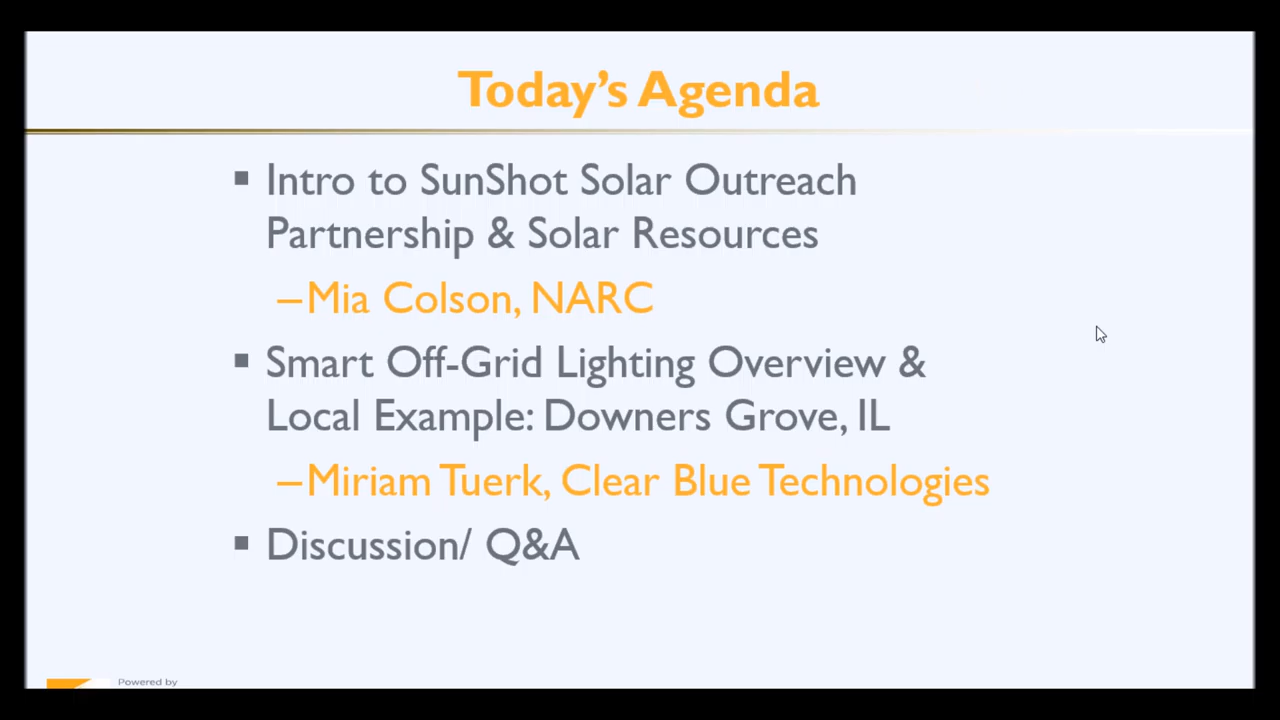 Today's Agenda
▪ Intro to SunShot Solar Outreach
Partnership & Solar Resources
–Mia Colson, NARC
▪ Smart Off-Grid Lighting Overview &
Local Example: Downers Grove, IL
–Miriam Tuerk, Clear Blue Technologies
▪ Discussion/ Q&A
Powered by